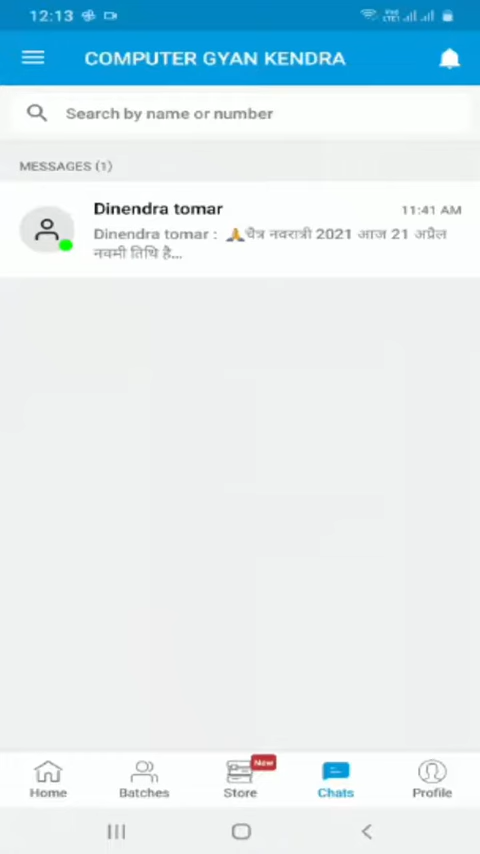 12:13
COMPUTER GYAN KENDRA
Search by name or number
MESSAGES (1)
Dinendra tomar
11:41 AM
Dinendra tomar : 🙏चैत्र नवरात्री 2021 आज 21 अप्रैल
नवमी तिथि है...
New
Home Batches Store Chats Profile